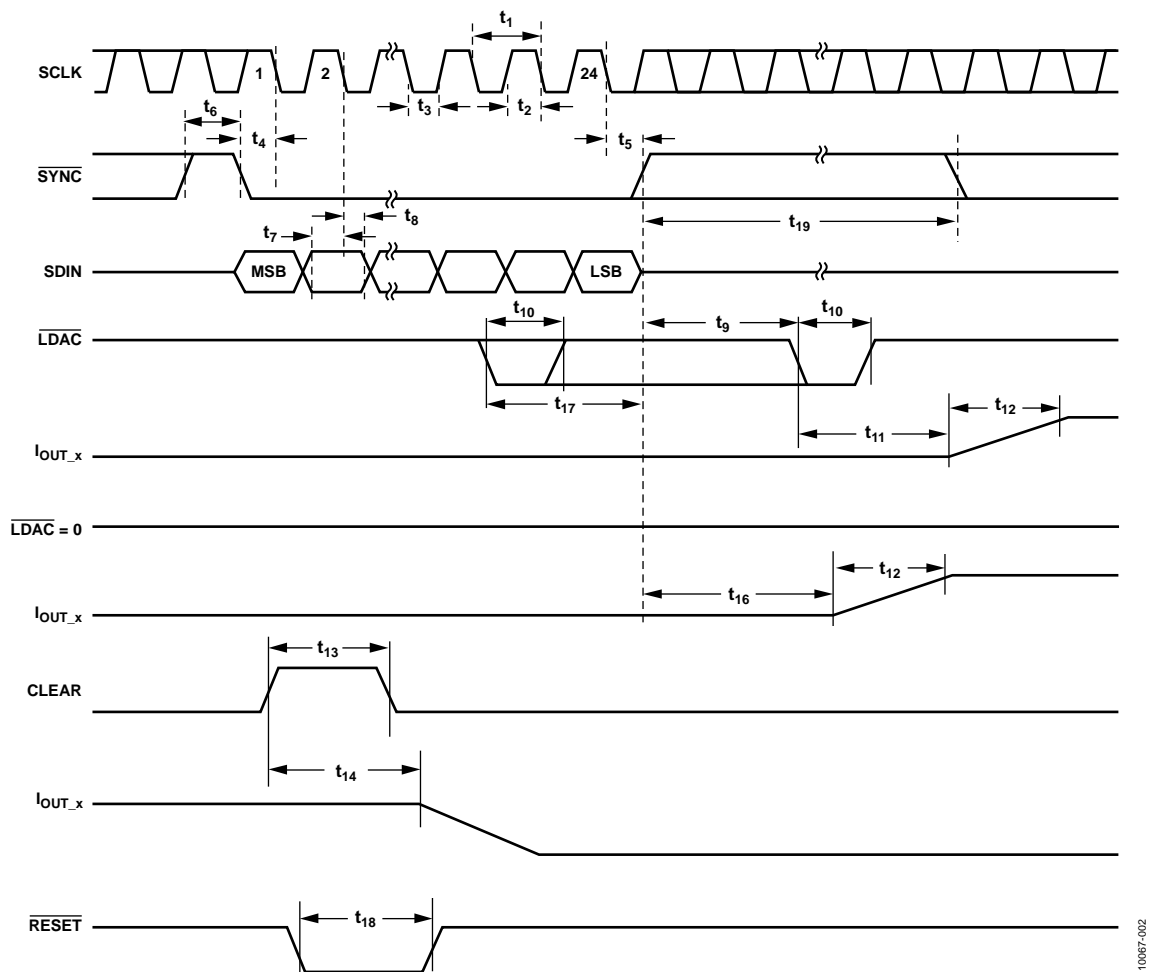 t1
SCLK
1
2
24
t6
t3
t2
t4
t5
SYNC
t8
t19
t7
SDIN
MSB
LSB
t10
t9
t10
LDAC
t17
t12
t11
IOUT_x
LDAC = 0
t12
t16
IOUT_x
t13
CLEAR
t14
IOUT_x
t18
RESET
10067-002